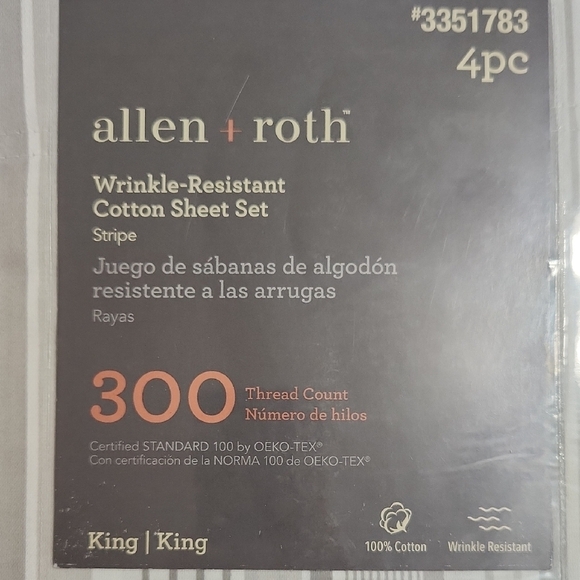 #3351783
4pc
allen + roth™
Wrinkle-Resistant
Cotton Sheet Set
Stripe
Juego de sábanas de algodón
resistente a las arrugas
Rayas
300 Thread Count
Número de hilos
Certified STANDARD 100 by OEKO-TEX®
Con certificación de la NORMA 100 de OEKO-TEX®
King | King
100% Cotton
Wrinkle Resistant